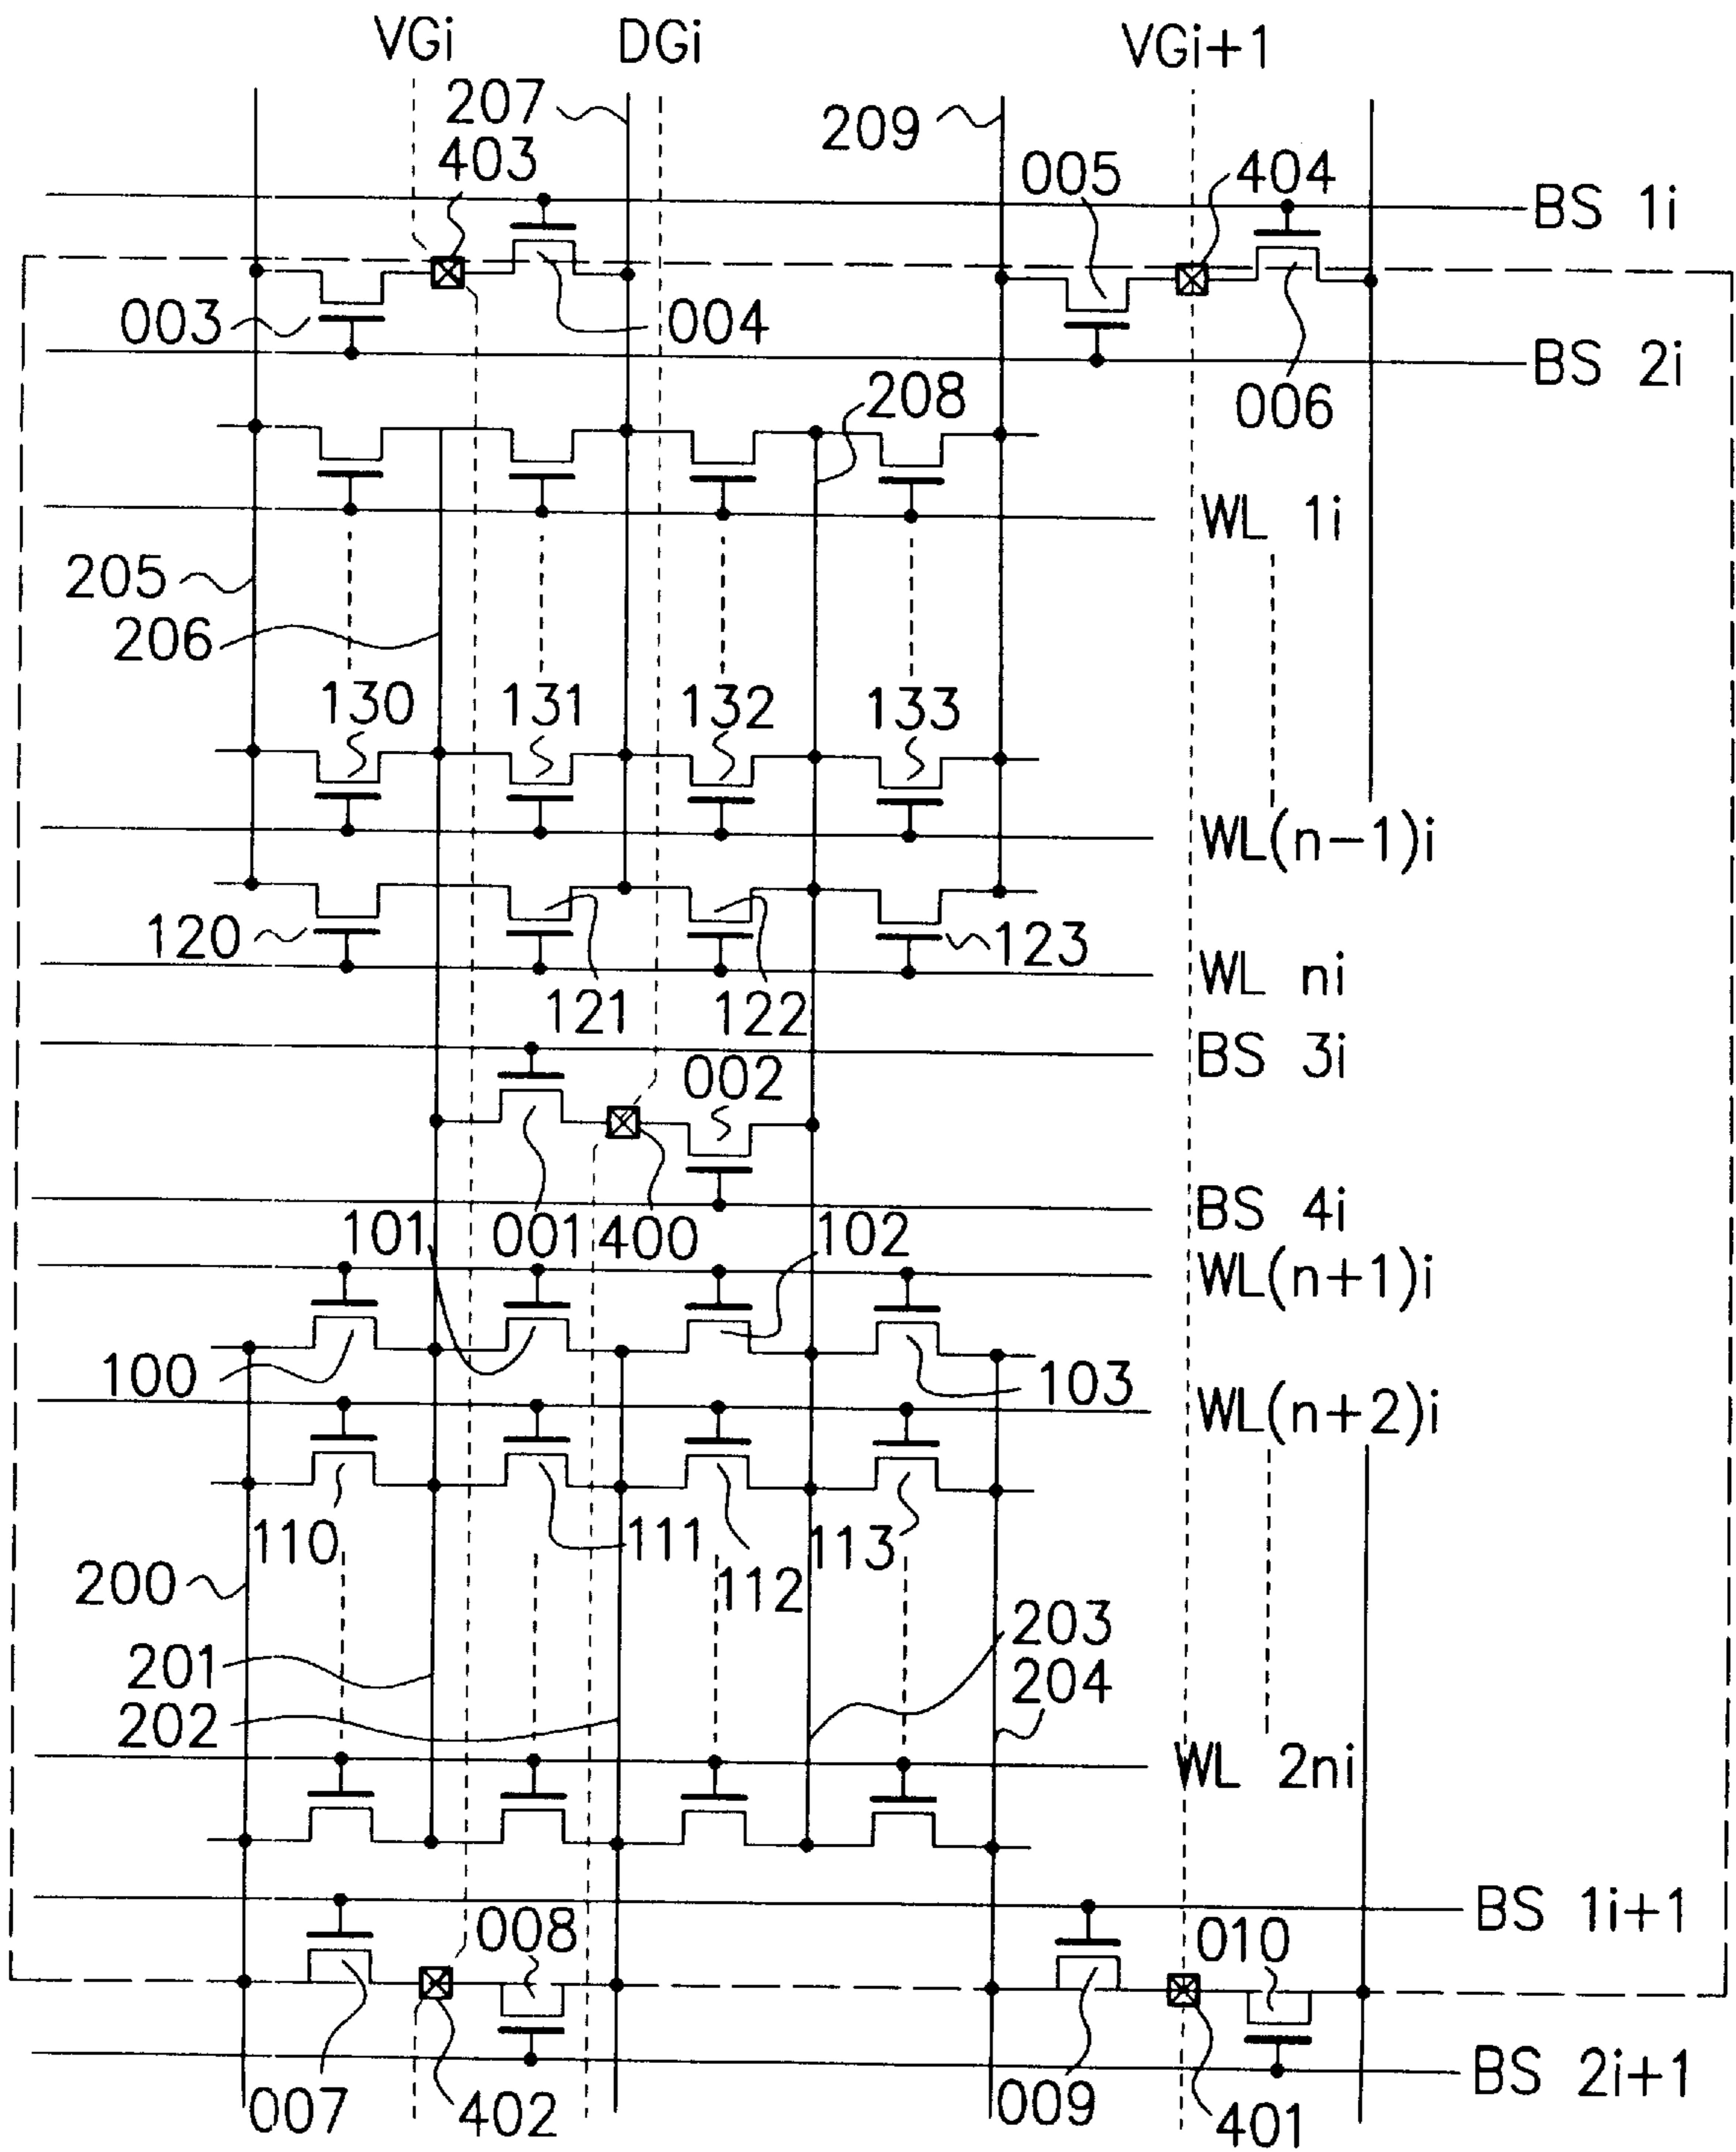 VGi DGi VGi+1
207
209
403
005 404
BS 1i
003 004
BS 2i
006
208
WL 1i
205
206
130 131 132 133
WL(n-1)i
120 123
WL ni
121 122
BS 3i
002
BS 4i
101 001 400 102
WL(n+1)i
100 103
WL(n+2)i
110 111 113
112
200
203
201 204
202
WL 2ni
BS 1i+1
008 010
BS 2i+1
007 402 009 401